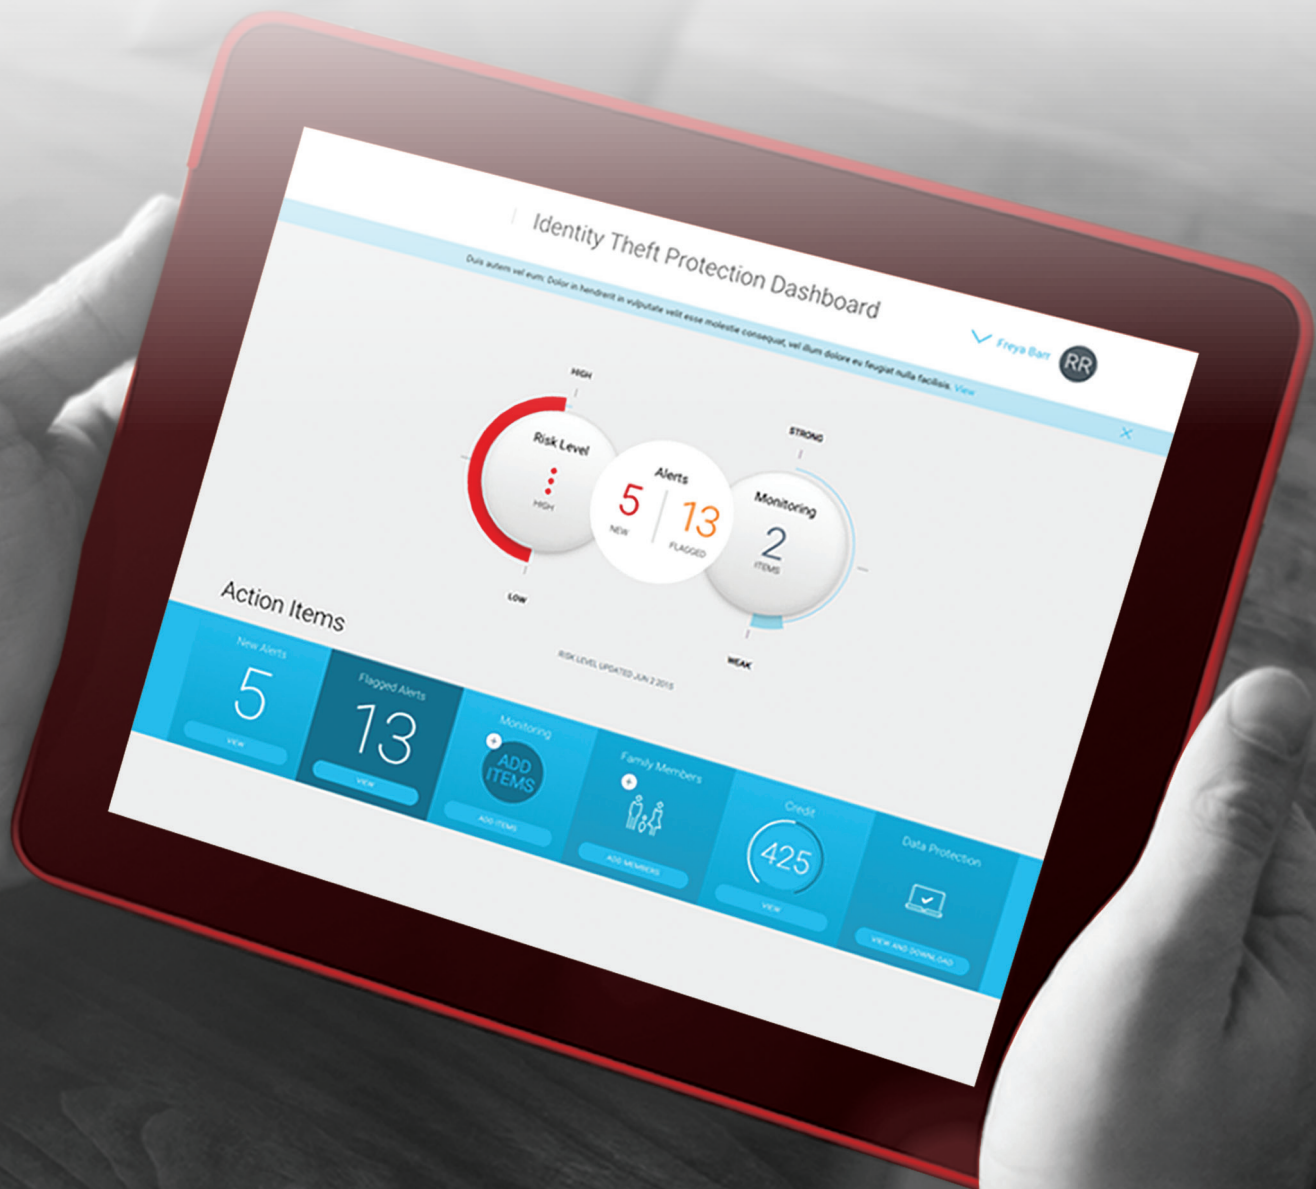 Identity Theft Protection Dashboard
Freya Barr
RR
Duis autem vel eum: Dolor in hendrerit in vulputate velit esse molestie consequat, vel illum dolore eu feugiat nulla facilisis. View
HIGH
Risk Level
HIGH
LOW
Alerts
5
NEW
13
FLAGGED
STRONG
Monitoring
2
ITEMS
WEAK
RISK LEVEL UPDATED JUN 2 2015
Action Items
New Alerts
5
VIEW
Flagged Alerts
13
VIEW
Monitoring
ADD
ITEMS
ADD ITEMS
Family Members
ADD MEMBERS
Credit
425
VIEW
Data Protection
VIEW AND DOWNLOAD